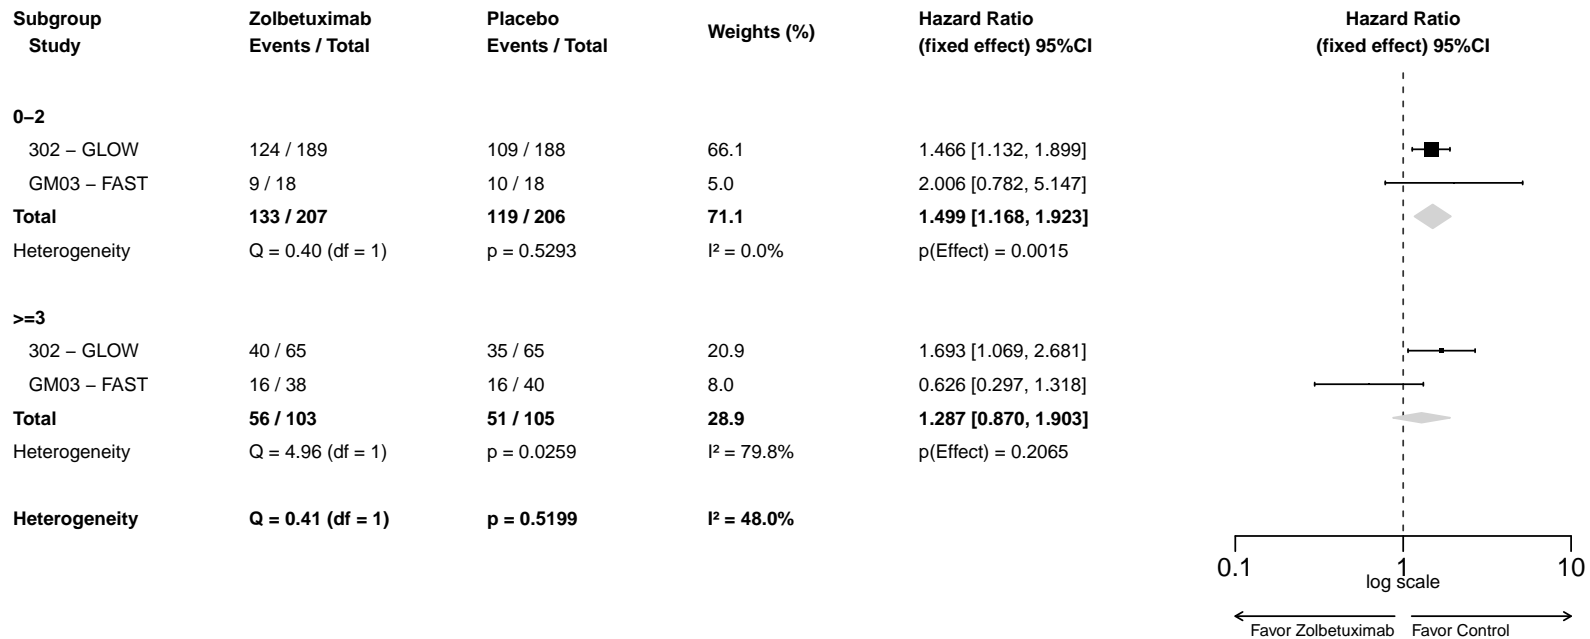 Subgroup Zolbetuximab Placebo Weights (%) Hazard Ratio Hazard Ratio
Study Events / Total Events / Total (fixed effect) 95%CI (fixed effect) 95%CI
0−2
302 − GLOW 124 / 189 109 / 188 66.1 1.466 [1.132, 1.899]
GM03 − FAST 9 / 18 10 / 18 5.0 2.006 [0.782, 5.147]
Total 133 / 207 119 / 206 71.1 1.499 [1.168, 1.923]
Heterogeneity Q = 0.40 (df = 1) p = 0.5293 I² = 0.0% p(Effect) = 0.0015
>=3
302 − GLOW 40 / 65 35 / 65 20.9 1.693 [1.069, 2.681]
GM03 − FAST 16 / 38 16 / 40 8.0 0.626 [0.297, 1.318]
Total 56 / 103 51 / 105 28.9 1.287 [0.870, 1.903]
Heterogeneity Q = 4.96 (df = 1) p = 0.0259 I² = 79.8% p(Effect) = 0.2065
Heterogeneity Q = 0.41 (df = 1) p = 0.5199 I² = 48.0%
0.1 1 10
log scale
Favor Zolbetuximab Favor Control